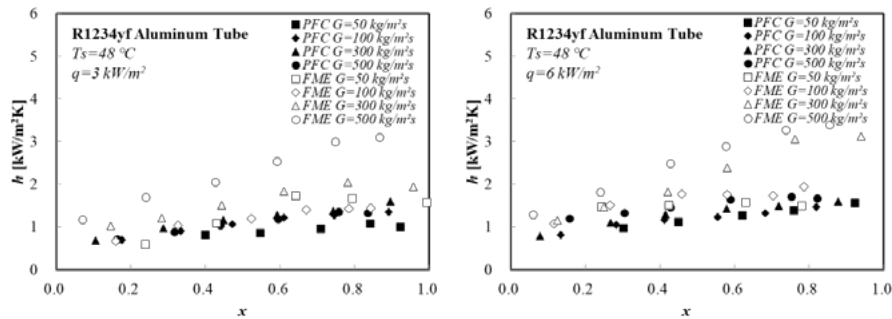 R1234yf Aluminum Tube
Ts=48 °C
q=3 kW/m²
PFC G=50 kg/m²s
PFC G=100 kg/m²s
PFC G=300 kg/m²s
PFC G=500 kg/m²s
FME G=50 kg/m²s
FME G=100 kg/m²s
FME G=300 kg/m²s
FME G=500 kg/m²s
h [kW/m²K]
6
5
4
3
2
1
0
0 0.2 0.4 0.6 0.8 1.0
x
R1234yf Aluminum Tube
Ts=48 °C
q=6 kW/m²
PFC G=50 kg/m²s
PFC G=100 kg/m²s
PFC G=300 kg/m²s
PFC G=500 kg/m²s
FME G=50 kg/m²s
FME G=100 kg/m²s
FME G=300 kg/m²s
FME G=500 kg/m²s
h [kW/m²K]
6
5
4
3
2
1
0
0 0.2 0.4 0.6 0.8 1.0
x